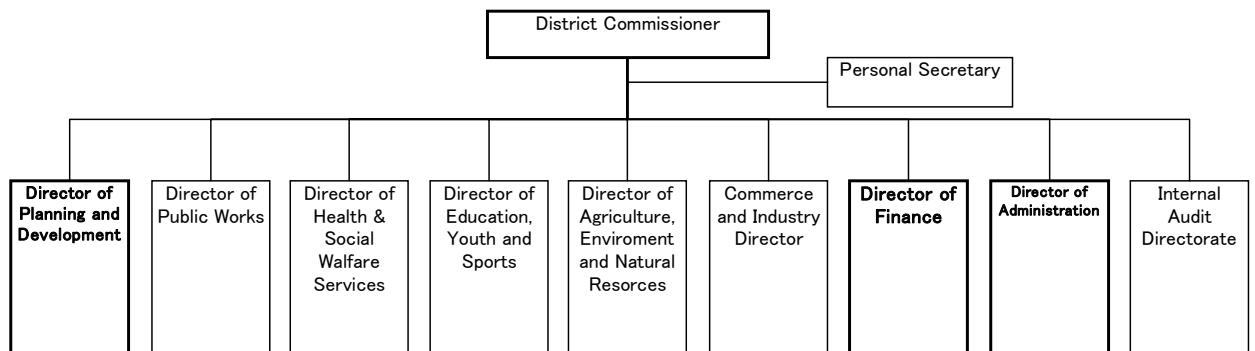 District Commissioner
Personal Secretary
Director of
Planning and
Development
Director of
Public Works
Director of
Health &
Social
Walfare
Services
Director of
Education,
Youth and
Sports
Director of
Agriculture,
Enviroment
and Natural
Resorces
Commerce
and Industry
Director
Director of
Finance
Director of
Administration
Internal
Audit
Directorate